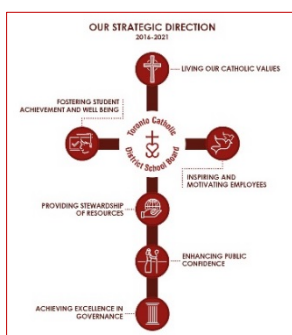 OUR STRATEGIC DIRECTION
2016-2021
LIVING OUR CATHOLIC VALUES
FOSTERING STUDENT
ACHIEVEMENT AND WELL BEING
Toronto Catholic
District School Board
INSPIRING AND
MOTIVATING EMPLOYEES
PROVIDING STEWARDSHIP
OF RESOURCES
ENHANCING PUBLIC
CONFIDENCE
ACHIEVING EXCELLENCE IN
GOVERNANCE